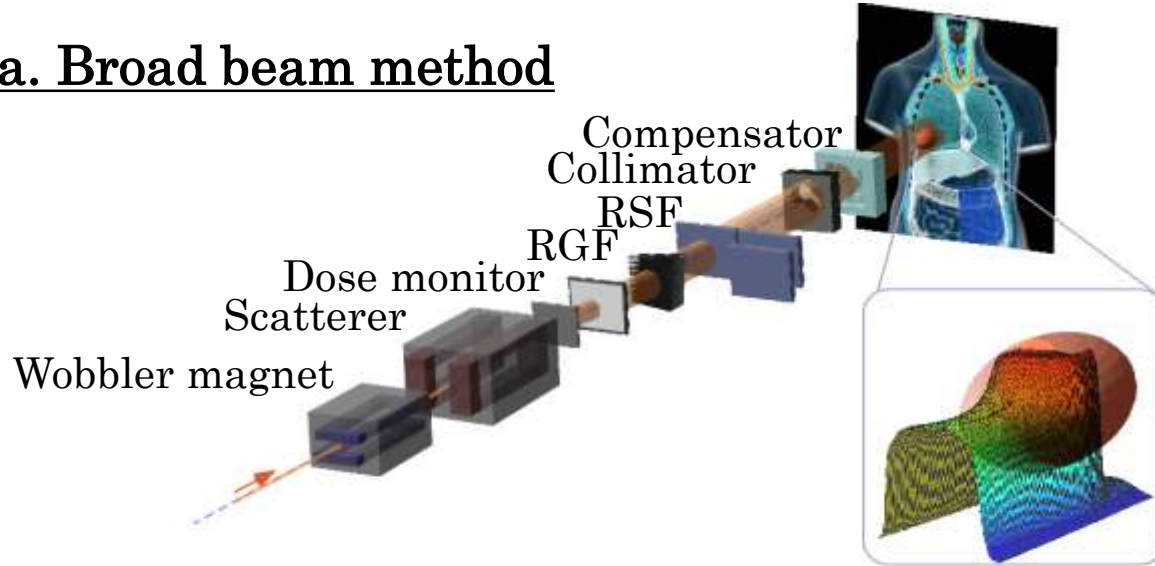 a. Broad beam method
Compensator
Collimator
RSF
RGF
Dose monitor
Scatterer
Wobbler magnet